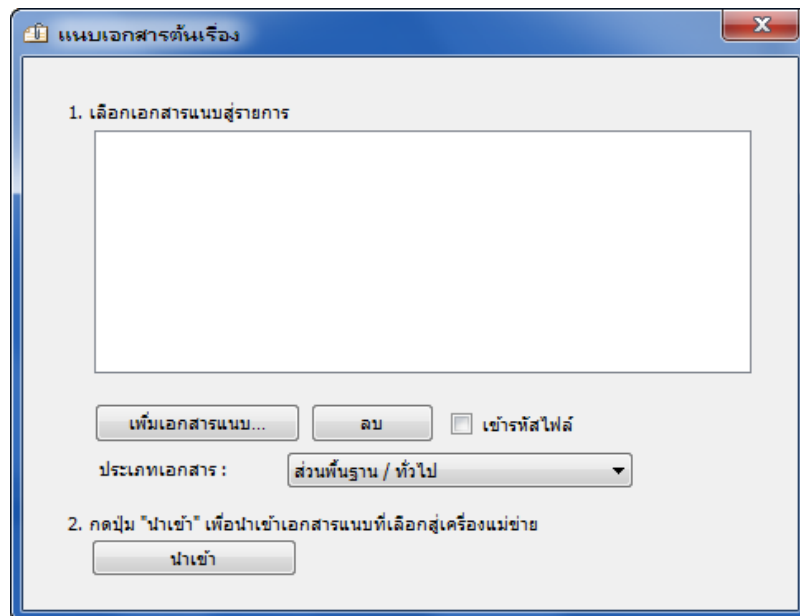 แนบเอกสารต้นเรื่อง
1. เลือกเอกสารแนบสู่รายการ
เพิ่มเอกสารแนบ... ลบ เข้ารหัสไฟล์
ประเภทเอกสาร : ส่วนพื้นฐาน / ทั่วไป
2. กดปุ่ม "นำเข้า" เพื่อนำเข้าเอกสารแนบที่เลือกสู่เครื่องแม่ข่าย
นำเข้า